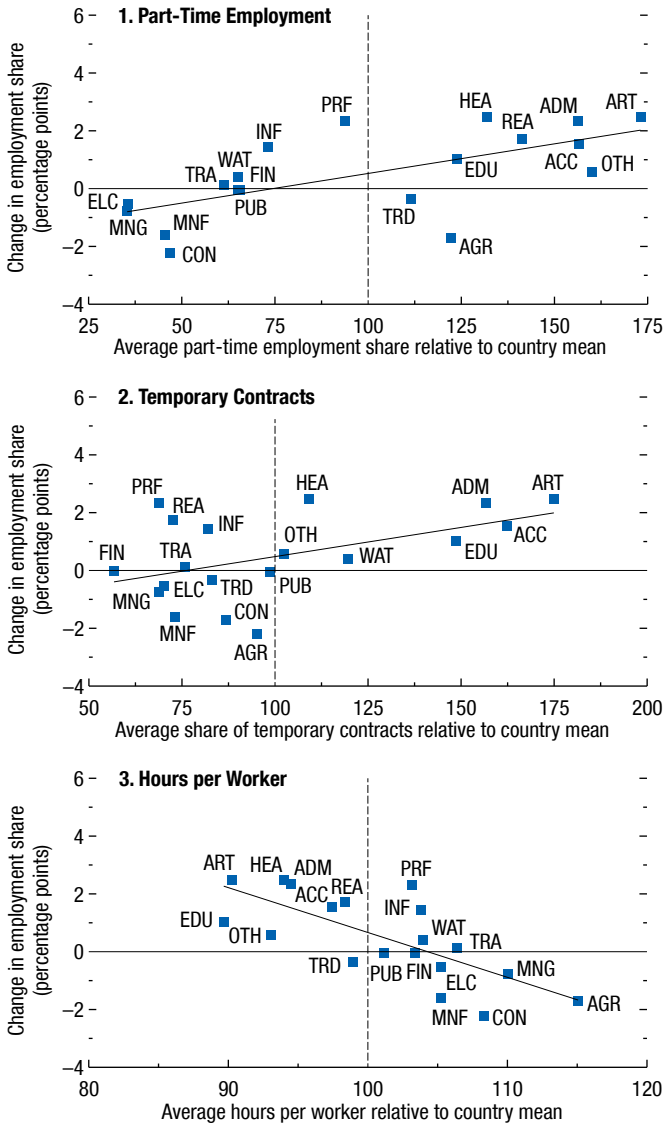 1. Part-Time Employment
Change in employment share
(percentage points)
6
4
2
0
−2
−4
PRF
HEA
ADM
ART
REA
INF
WAT
TRA
FIN
EDU
ACC
OTH
ELC
PUB
MNG
MNF
TRD
CON
AGR
25
50
75
100
125
150
175
Average part-time employment share relative to country mean
2. Temporary Contracts
Change in employment share
(percentage points)
6
4
2
0
−2
−4
PRF
HEA
ADM
ART
REA
INF
OTH
ACC
FIN
TRA
WAT
EDU
MNG
ELC
TRD
PUB
MNF
CON
AGR
50
75
100
125
150
175
200
Average share of temporary contracts relative to country mean
3. Hours per Worker
Change in employment share
(percentage points)
6
4
2
0
−2
−4
ART
HEA
ADM
PRF
ACC
REA
INF
EDU
OTH
WAT
TRA
TRD
PUB
FIN
MNG
ELC
AGR
MNF
CON
80
90
100
110
120
Average hours per worker relative to country mean